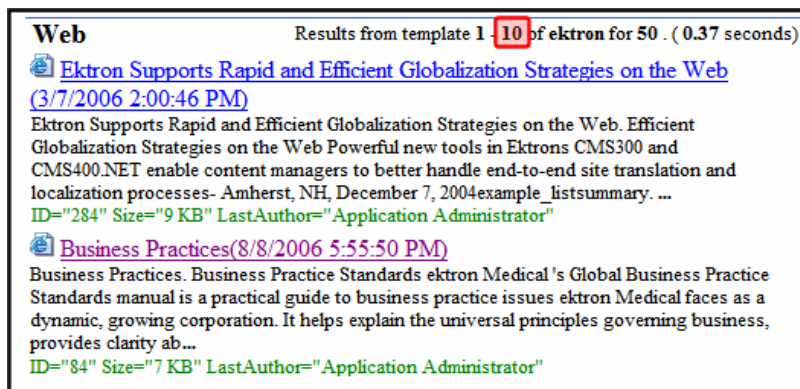 Web Results from template 1 - 10 of ektron for 50 . ( 0.37 seconds)
Ektron Supports Rapid and Efficient Globalization Strategies on the Web
(3/7/2006 2:00:46 PM)
Ektron Supports Rapid and Efficient Globalization Strategies on the Web. Efficient
Globalization Strategies on the Web Powerful new tools in Ektrons CMS300 and
CMS400.NET enable content managers to better handle end-to-end site translation and
localization processes- Amherst, NH, December 7, 2004example_listsummary. ...
ID="284" Size="9 KB" LastAuthor="Application Administrator"
Business Practices(8/8/2006 5:55:50 PM)
Business Practices. Business Practice Standards ektron Medical 's Global Business Practice
Standards manual is a practical guide to business practice issues ektron Medical faces as a
dynamic, growing corporation. It helps explain the universal principles governing business,
provides clarity ab...
ID="84" Size="7 KB" LastAuthor="Application Administrator"